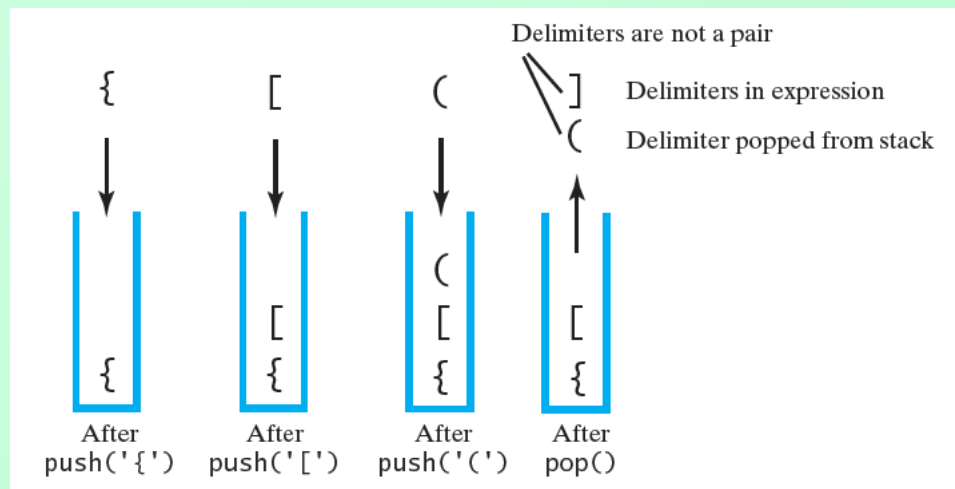 Delimiters are not a pair
{ [ ( ] Delimiters in expression
( Delimiter popped from stack
(
[ [ [
{ { { {
After After After After
push('{') push('[') push('(') pop()